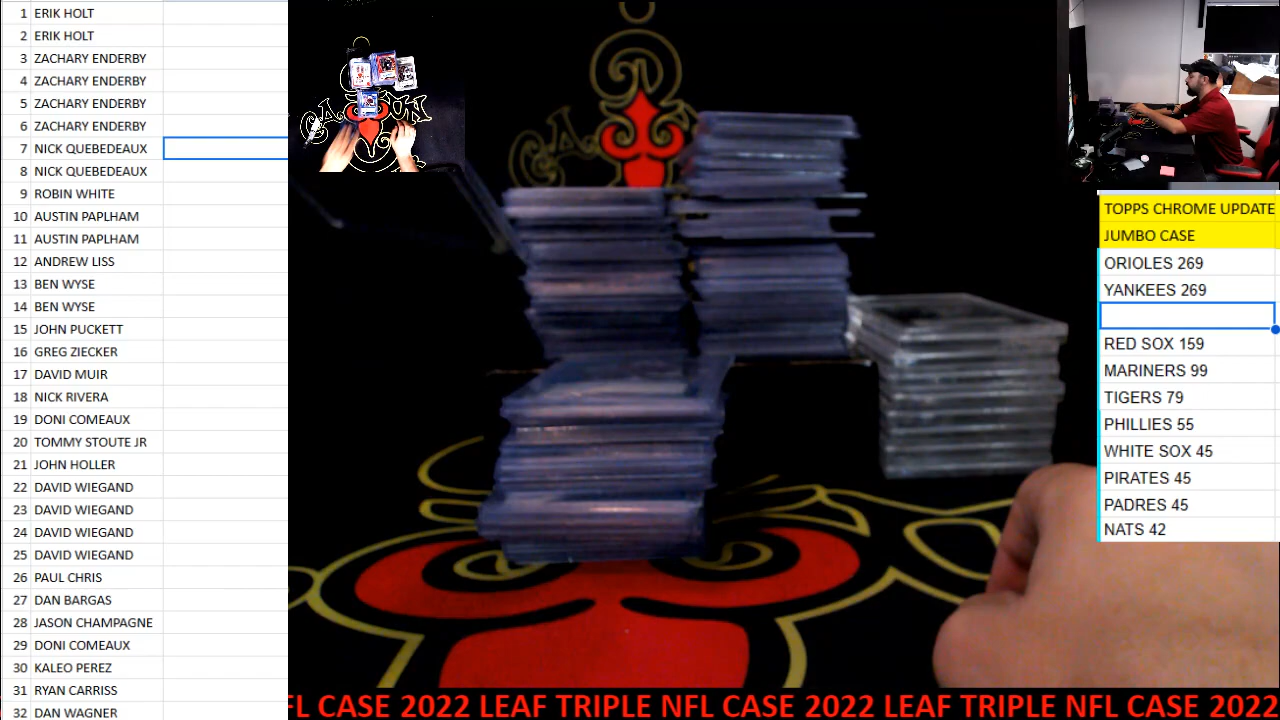 1 ERIK HOLT
2 ERIK HOLT
3 ZACHARY ENDERBY
4 ZACHARY ENDERBY
5 ZACHARY ENDERBY
6 ZACHARY ENDERBY
7 NICK QUEBEDEAUX
8 NICK QUEBEDEAUX
9 ROBIN WHITE
10 AUSTIN PAPLHAM
11 AUSTIN PAPLHAM
12 ANDREW LISS
13 BEN WYSE
14 BEN WYSE
15 JOHN PUCKETT
16 GREG ZIECKER
17 DAVID MUIR
18 NICK RIVERA
19 DONI COMEAUX
20 TOMMY STOUTE JR
21 JOHN HOLLER
22 DAVID WIEGAND
23 DAVID WIEGAND
24 DAVID WIEGAND
25 DAVID WIEGAND
26 PAUL CHRIS
27 DAN BARGAS
28 JASON CHAMPAGNE
29 DONI COMEAUX
30 KALEO PEREZ
31 RYAN CARRISS
32 DAN WAGNER
TOPPS CHROME UPDATE
JUMBO CASE
ORIOLES 269
YANKEES 269
RED SOX 159
MARINERS 99
TIGERS 79
PHILLIES 55
WHITE SOX 45
PIRATES 45
PADRES 45
NATS 42
FL CASE 2022 LEAF TRIPLE NFL CASE 2022 LEAF TRIPLE NFL CASE 2022